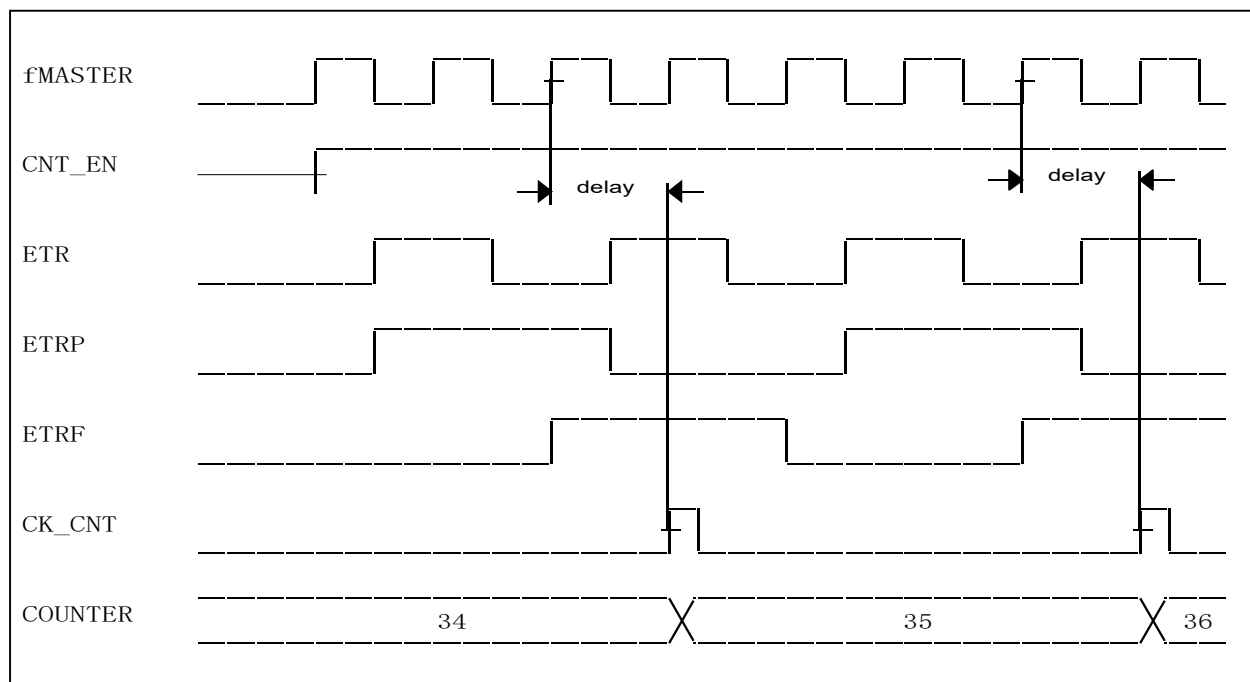 fMASTER
CNT_EN
delay delay
ETR
ETRP
ETRF
CK_CNT
COUNTER 34 35 36